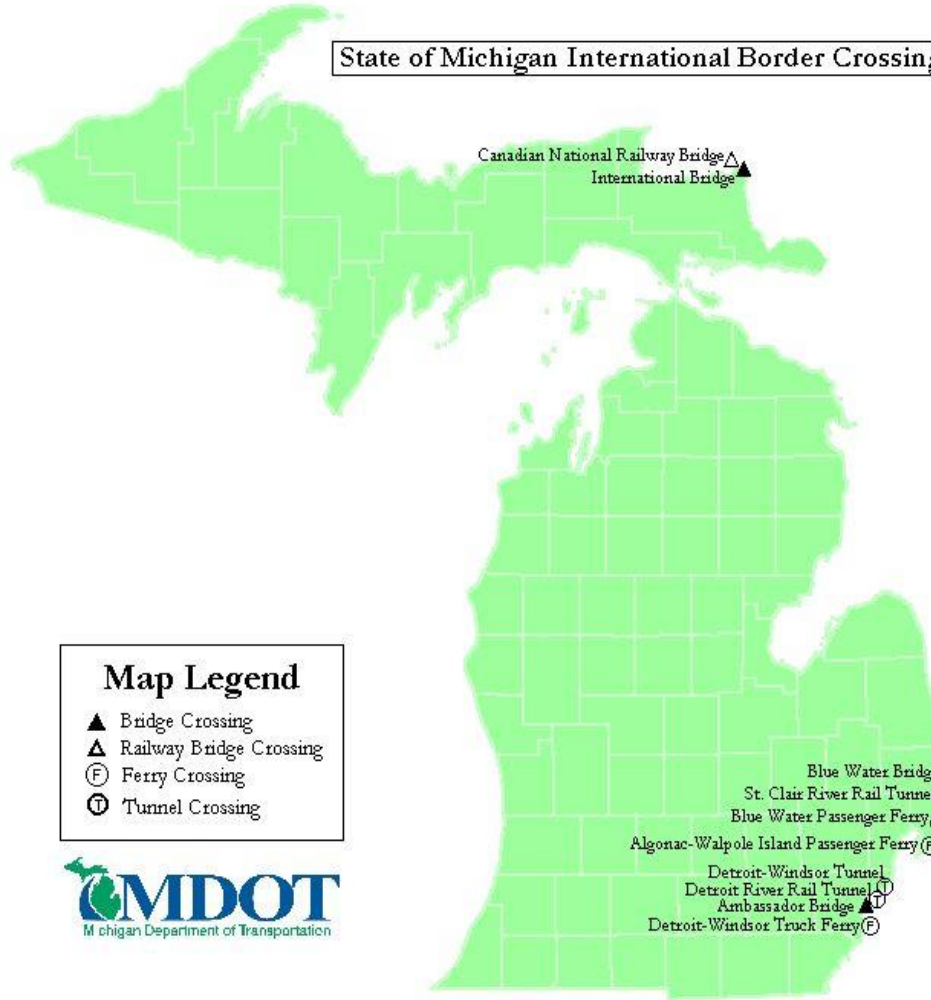 State of Michigan International Border Crossing
Canadian National Railway Bridge
International Bridge
Map Legend
Bridge Crossing
Railway Bridge Crossing
F Ferry Crossing
T Tunnel Crossing
MDOT
Michigan Department of Transportation
Blue Water Bridg
St. Clair River Rail Tunnel
Blue Water Passenger Ferry
Algonac-Walpole Island Passenger Ferry F
Detroit-Windsor Tunnel
Detroit River Rail Tunnel T
Ambassador Bridge T
Detroit-Windsor Truck Ferry F